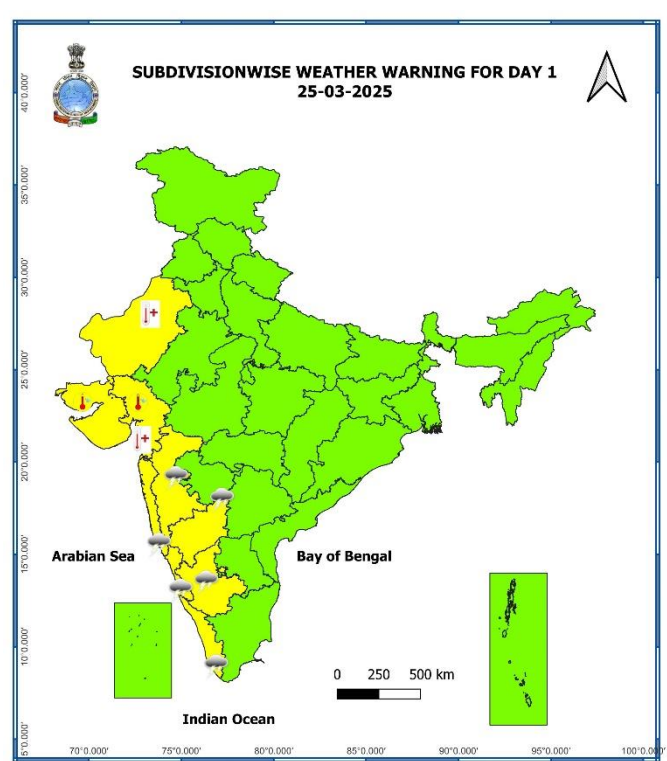 SUBDIVISIONWISE WEATHER WARNING FOR DAY 1
25-03-2025
40°0.000'
35°0.000'
30°0.000'
25°0.000'
20°0.000'
15°0.000'
10°0.000'
5°0.000'
Arabian Sea
Bay of Bengal
0 250 500 km
Indian Ocean
70°0.000' 75°0.000' 80°0.000' 85°0.000' 90°0.000' 95°0.000' 100°0.000'